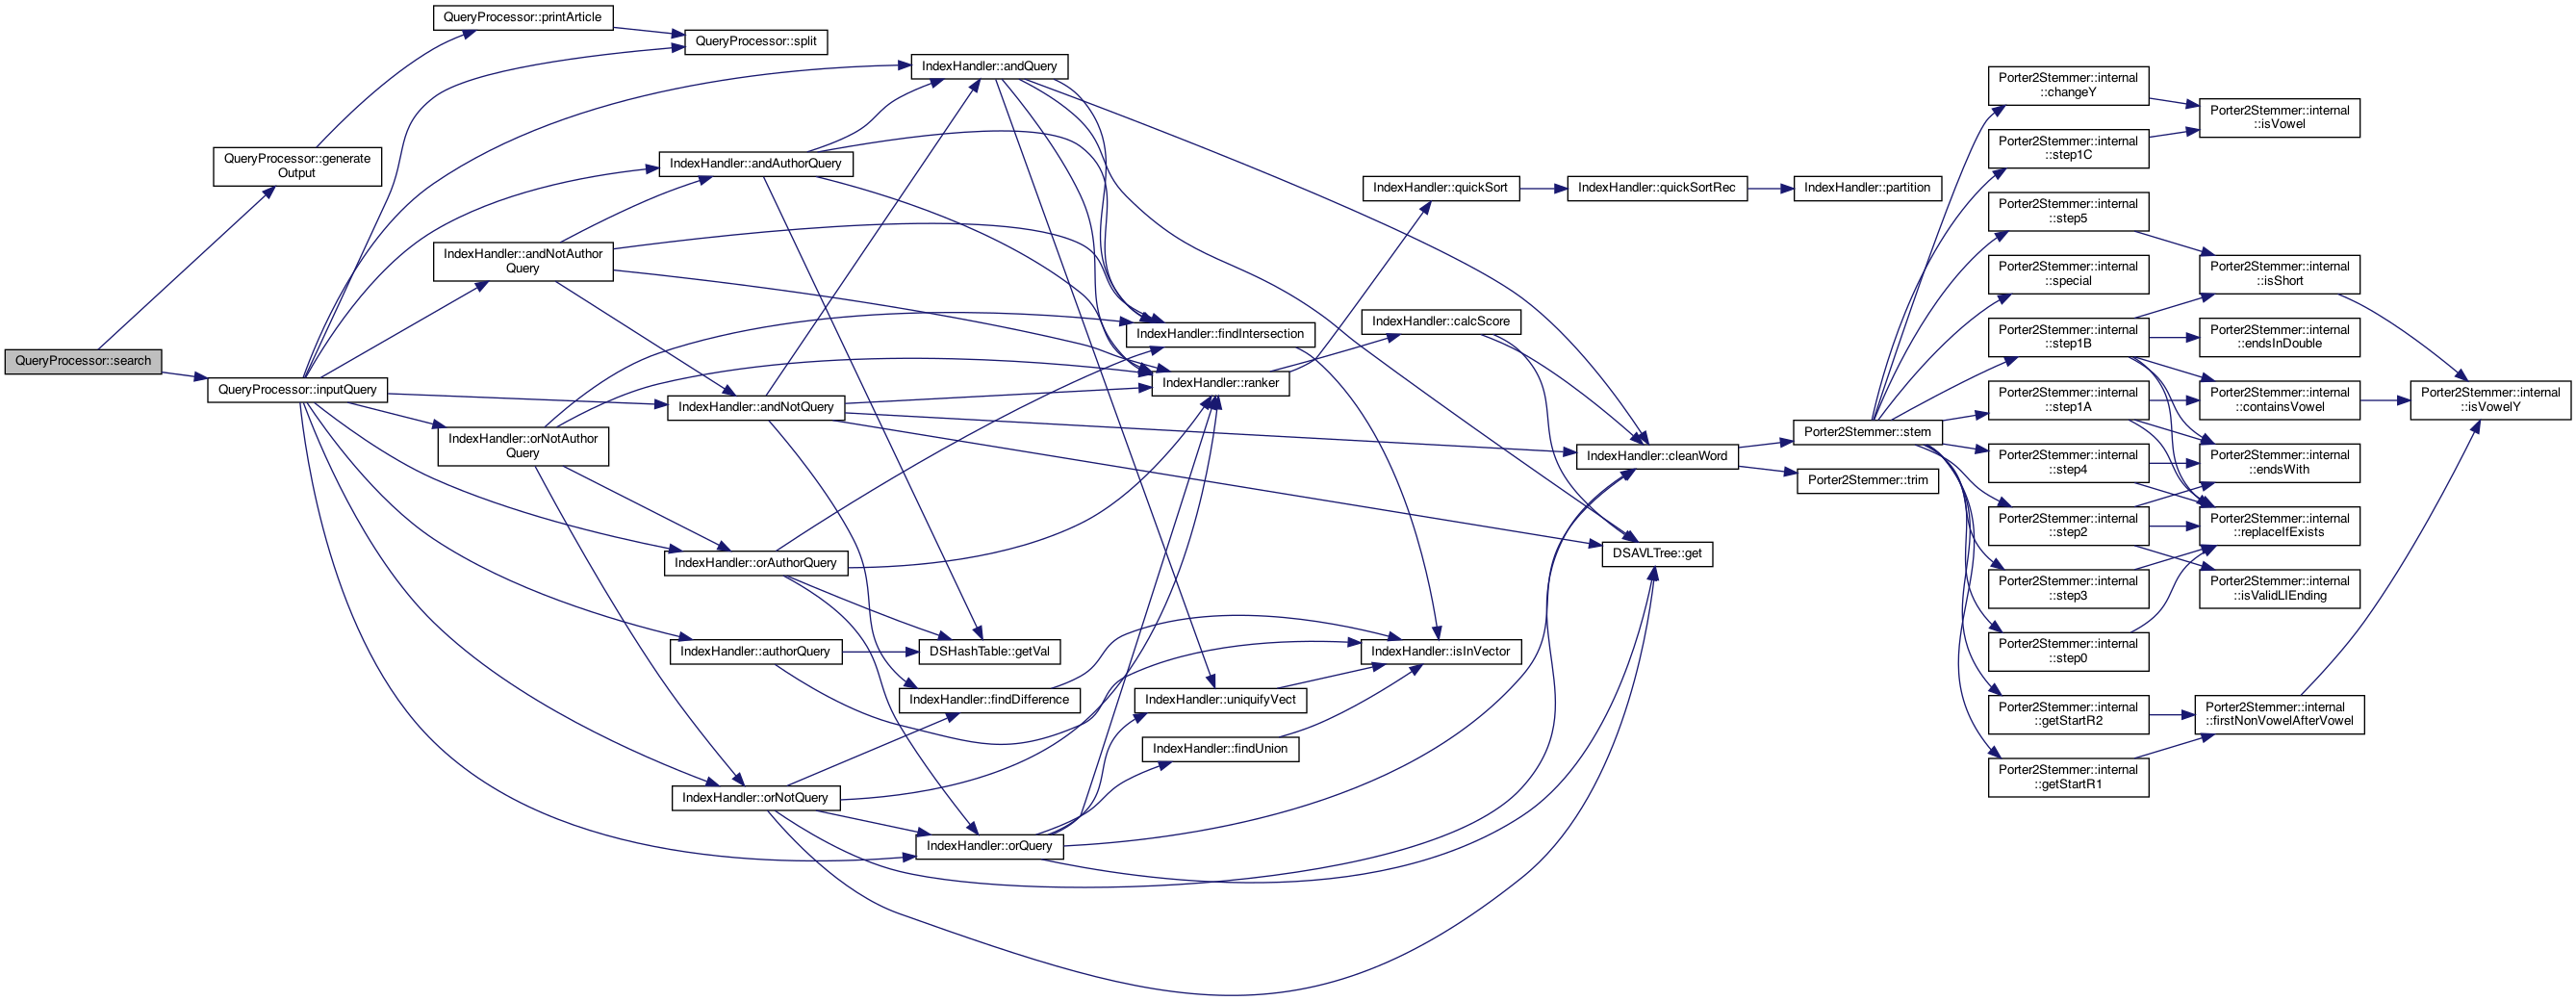 QueryProcessor::search
QueryProcessor::generate
Output
QueryProcessor::inputQuery
QueryProcessor::printArticle
QueryProcessor::split
IndexHandler::andQuery
IndexHandler::andAuthorQuery
IndexHandler::andNotAuthor
Query
IndexHandler::andNotQuery
IndexHandler::orNotAuthor
Query
IndexHandler::orAuthorQuery
IndexHandler::authorQuery
IndexHandler::orNotQuery
IndexHandler::orQuery
DSHashTable::getVal
IndexHandler::findDifference
IndexHandler::findIntersection
IndexHandler::ranker
IndexHandler::uniquifyVect
IndexHandler::findUnion
IndexHandler::quickSort
IndexHandler::calcScore
IndexHandler::isInVector
IndexHandler::quickSortRec
IndexHandler::cleanWord
DSAVLTree::get
IndexHandler::partition
Porter2Stemmer::stem
Porter2Stemmer::trim
Porter2Stemmer::internal
::changeY
Porter2Stemmer::internal
::step1C
Porter2Stemmer::internal
::step5
Porter2Stemmer::internal
::special
Porter2Stemmer::internal
::step1B
Porter2Stemmer::internal
::step1A
Porter2Stemmer::internal
::step4
Porter2Stemmer::internal
::step2
Porter2Stemmer::internal
::step3
Porter2Stemmer::internal
::step0
Porter2Stemmer::internal
::getStartR2
Porter2Stemmer::internal
::getStartR1
Porter2Stemmer::internal
::isVowel
Porter2Stemmer::internal
::isShort
Porter2Stemmer::internal
::endsInDouble
Porter2Stemmer::internal
::containsVowel
Porter2Stemmer::internal
::endsWith
Porter2Stemmer::internal
::replaceIfExists
Porter2Stemmer::internal
::isValidLIEnding
Porter2Stemmer::internal
::firstNonVowelAfterVowel
Porter2Stemmer::internal
::isVowelY